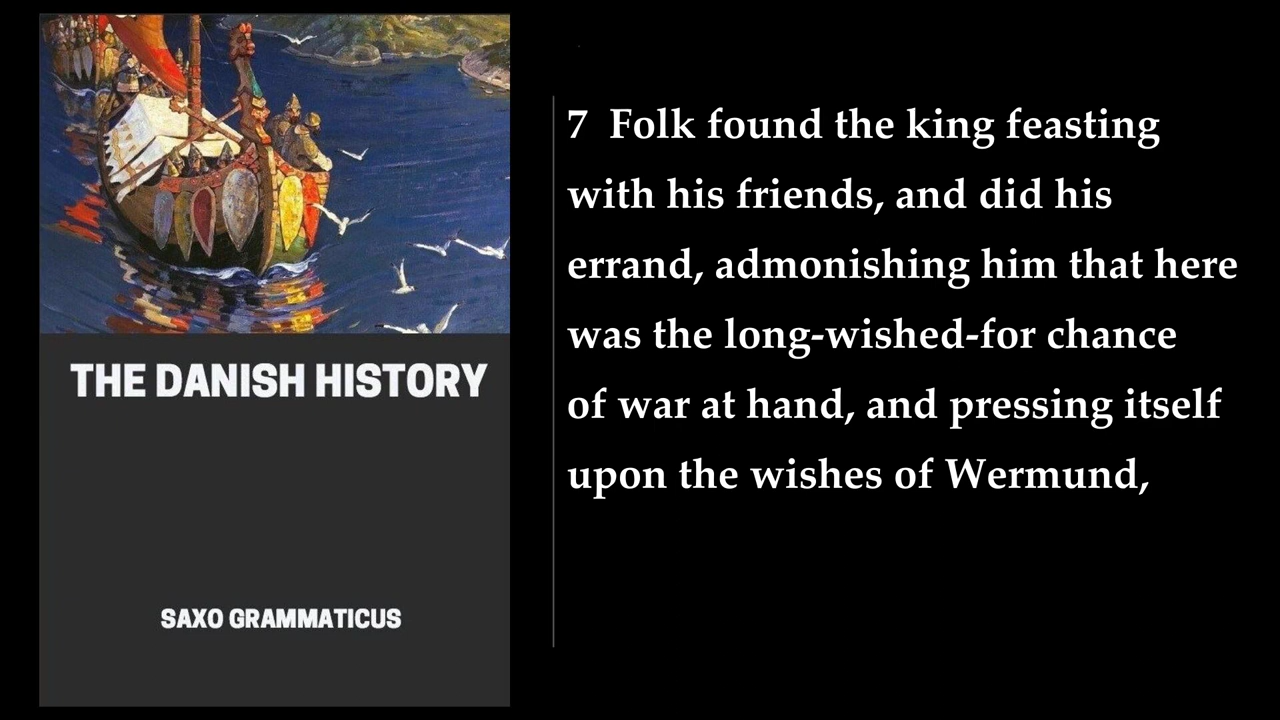 THE DANISH HISTORY
SAXO GRAMMATICUS
7 Folk found the king feasting
with his friends, and did his
errand, admonishing him that here
was the long-wished-for chance
of war at hand, and pressing itself
upon the wishes of Wermund,